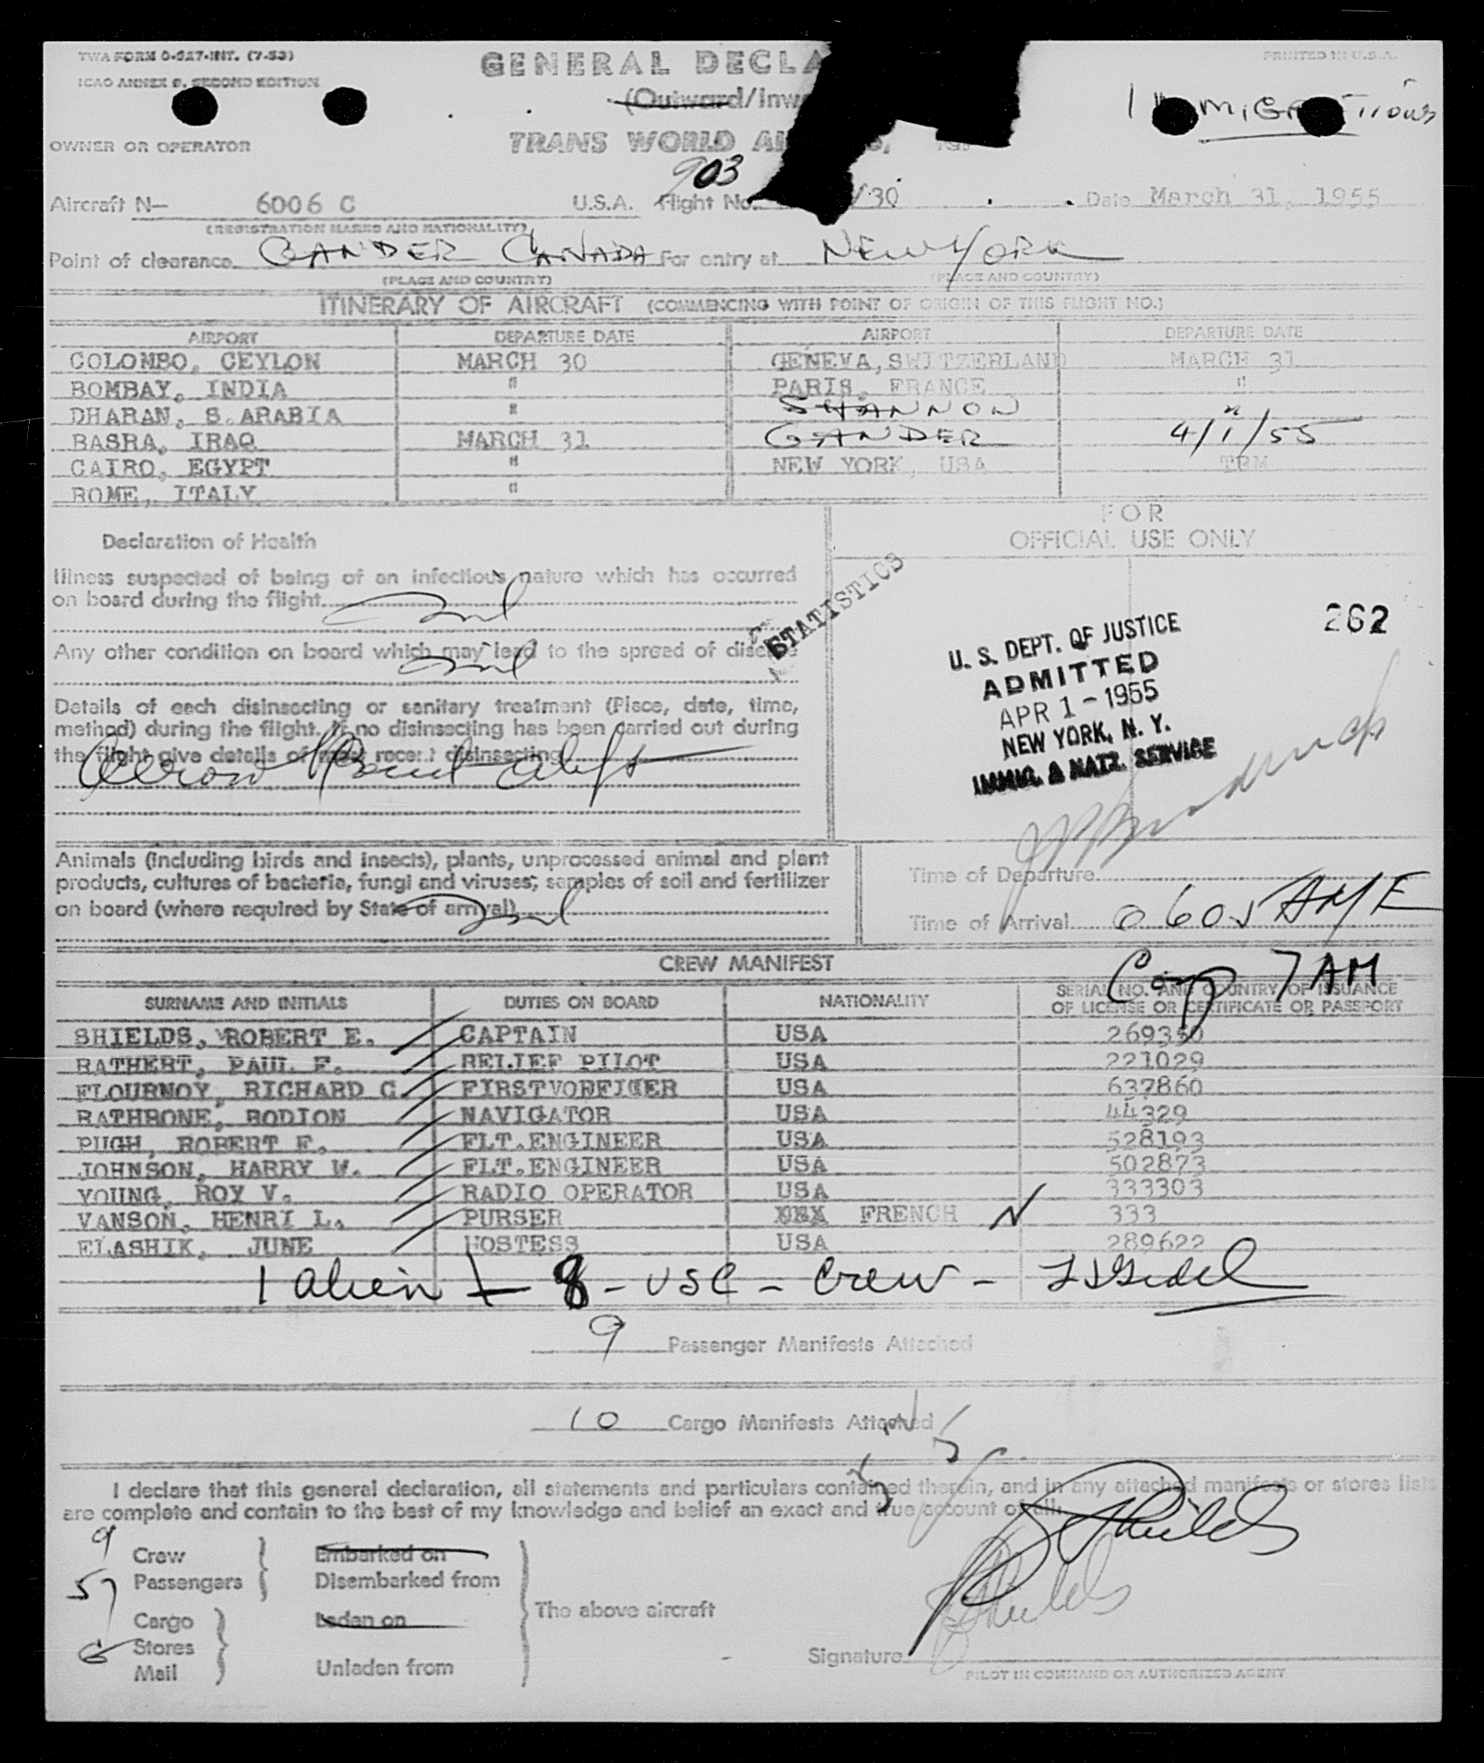 TWA FORM O-527-INT. (7-53)
ICAO ANNEX 9, SECOND EDITION
PRINTED IN U.S.A.
GENERAL DECLA
(Outward/Inwa
OWNER OR OPERATOR
TRANS WORLD AI
903
Aircraft N— 6006 C U.S.A. Flight No. /30 Date March 31, 1955
(REGISTRATION MARKS AND NATIONALITY)
Point of clearance GANDER CANADA For entry at NEW YORK
(PLACE AND COUNTRY) (PLACE AND COUNTRY)
ITINERARY OF AIRCRAFT (COMMENCING WITH POINT OF ORIGIN OF THIS FLIGHT NO.)
AIRPORT DEPARTURE DATE AIRPORT DEPARTURE DATE
COLOMBO, CEYLON MARCH 30 GENEVA, SWITZERLAND MARCH 31
BOMBAY, INDIA " PARIS, FRANCE "
DHARAN, S.ARABIA " SHANNON "
BASRA, IRAQ MARCH 31 GANDER 4/1/55
CAIRO, EGYPT " NEW YORK, USA TRM
ROME, ITALY "
FOR
OFFICIAL USE ONLY
Declaration of Health
Illness suspected of being of an infectious nature which has occurred
on board during the flight nil
Any other condition on board which may lead to the spread of disease
nil
STATISTICS
Details of each disinsecting or sanitary treatment (Place, date, time,
method) during the flight. If no disinsecting has been carried out during
the flight give details of most recent disinsecting
262
U. S. DEPT. OF JUSTICE
ADMITTED
APR 1 - 1955
NEW YORK, N. Y.
IMMIG. & NATZ. SERVICE
Animals (including birds and insects), plants, unprocessed animal and plant
products, cultures of bacteria, fungi and viruses; samples of soil and fertilizer
on board (where required by State of arrival) nil
Time of Departure
Time of Arrival 0605 AM E
CREW MANIFEST
7 AM
SURNAME AND INITIALS DUTIES ON BOARD NATIONALITY SERIAL NO. AND COUNTRY OF ISSUANCE
OF LICENSE OR CERTIFICATE OR PASSPORT
SHIELDS, ROBERT E. CAPTAIN USA 269350
RATHERT, PAUL F. RELIEF PILOT USA 221029
FLOURNOY, RICHARD G. FIRST OFFICER USA 637860
RATHBONE, BODION NAVIGATOR USA 44329
PUGH, ROBERT F. FLT.ENGINEER USA 528193
JOHNSON, HARRY W. FLT.ENGINEER USA 502873
YOUNG, ROY V. RADIO OPERATOR USA 333303
VANSON, HENRI L. PURSER FRENCH 333
ELASHIK, JUNE HOSTESS USA 289622
1 alien + 8 - USC - Crew -
9 Passenger Manifests Attached
10 Cargo Manifests Attached
I declare that this general declaration, all statements and particulars contained therein, and in any attached manifests or stores lists
are complete and contain to the best of my knowledge and belief an exact and true account of all:
9 Crew Embarked on
57 Passengers Disembarked from
The above aircraft
Cargo Laden on
Stores
Mail Unladen from
Signature
PILOT IN COMMAND OR AUTHORIZED AGENT